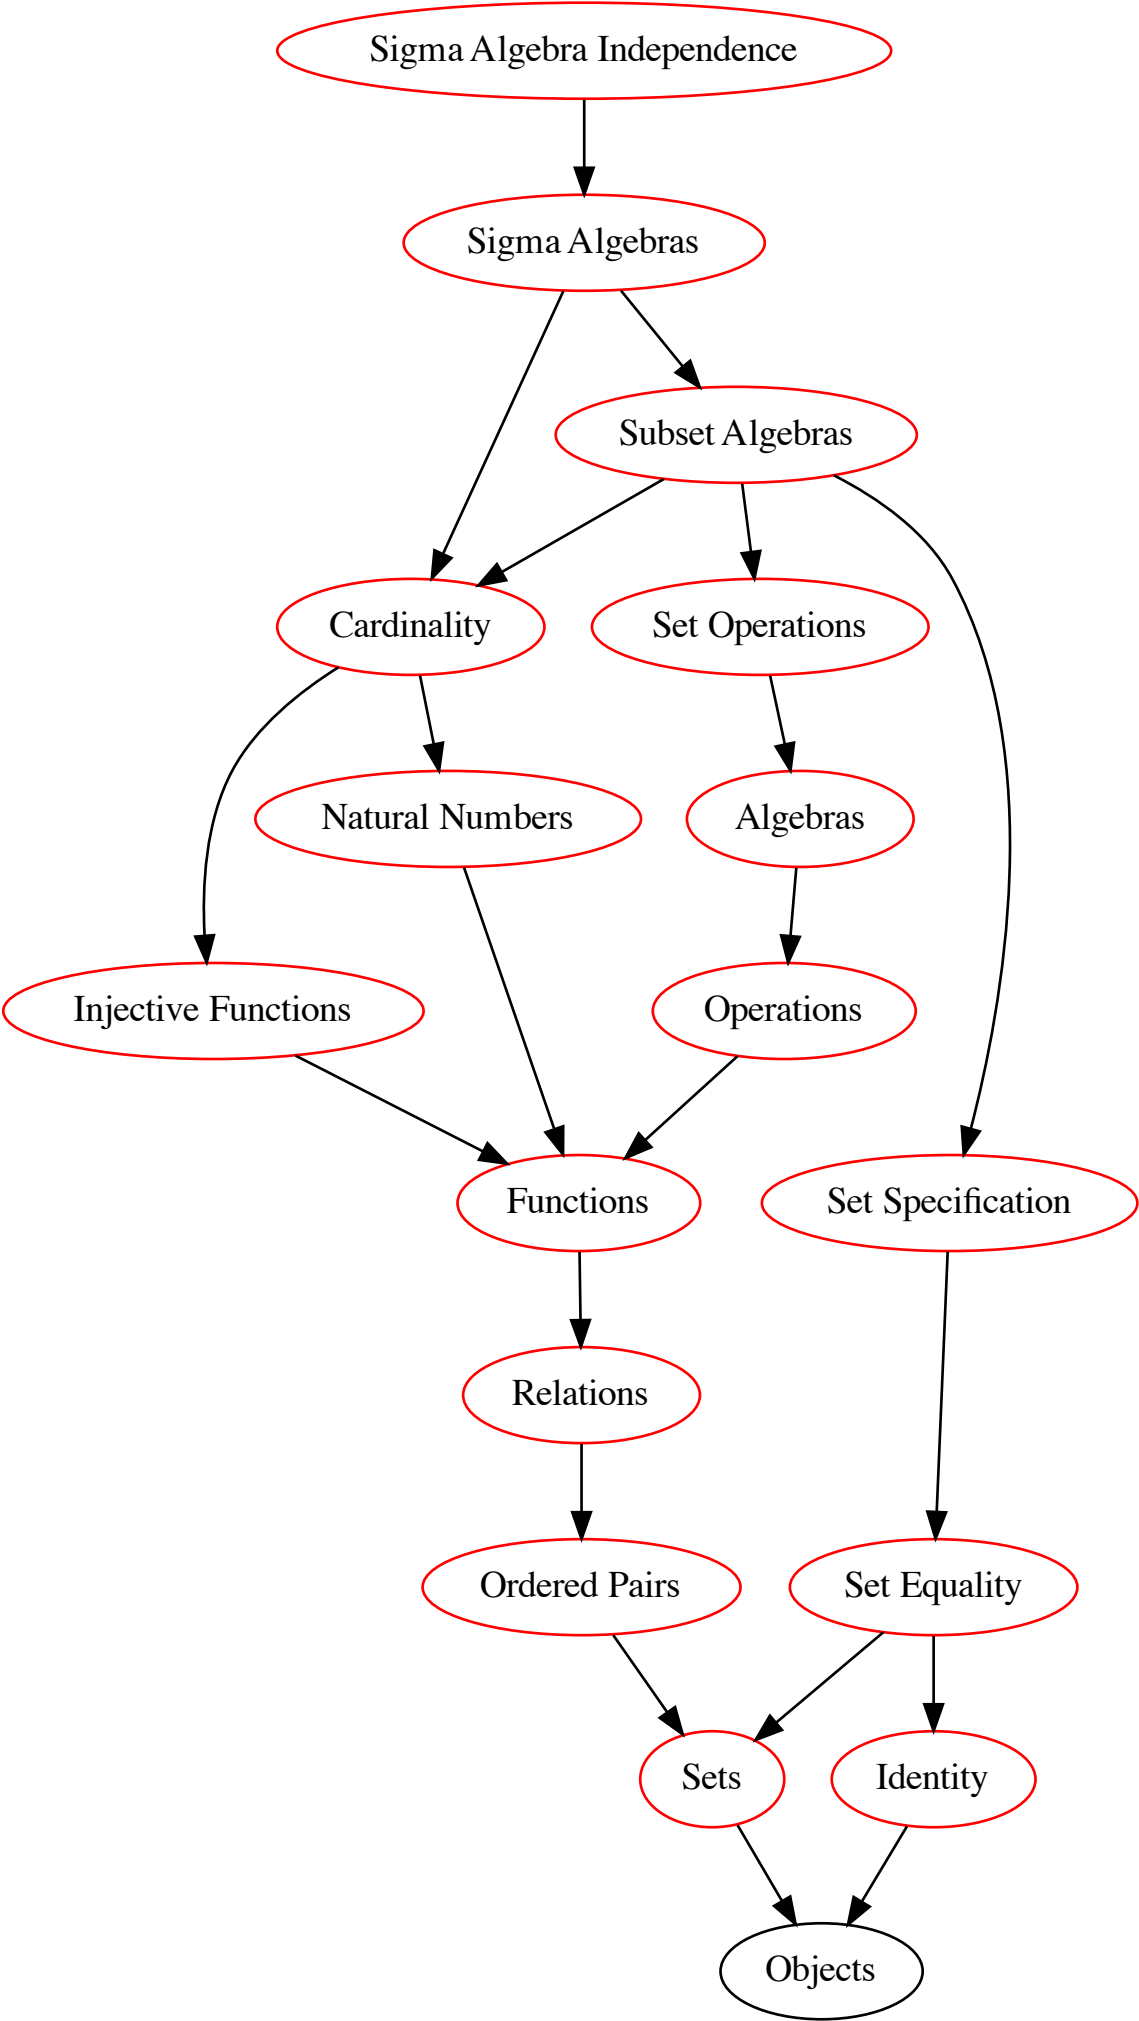 Sigma Algebra Independence
Sigma Algebras
Subset Algebras
Cardinality
Set Operations
Natural Numbers
Algebras
Injective Functions
Operations
Functions
Set Specification
Relations
Ordered Pairs
Set Equality
Sets
Identity
Objects